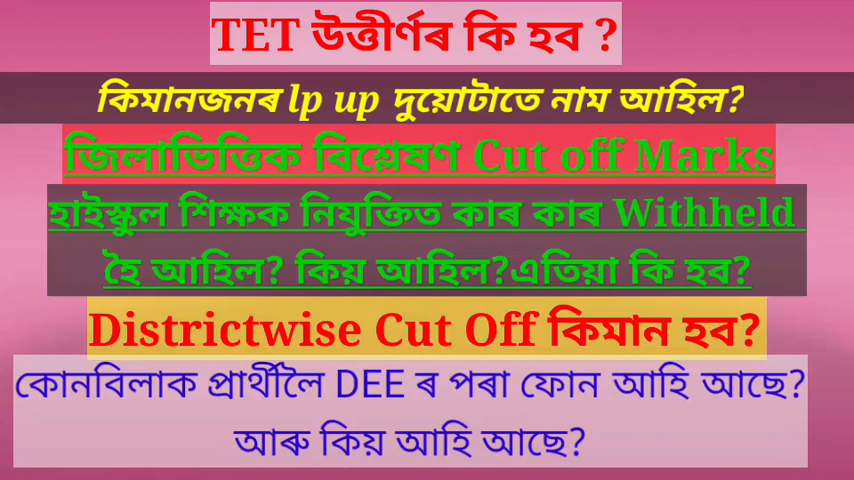 TET উত্তীৰ্ণৰ কি হব ?
কিমানজনৰ lp up দুয়োটাতে নাম আহিল?
জিলাভিত্তিক বিশ্লেষণ Cut off Marks
হাইস্কুল শিক্ষক নিযুক্তিত কাৰ কাৰ Withheld
হৈ আহিল? কিয় আহিল?এতিয়া কি হব?
Districtwise Cut Off কিমান হব?
কোনবিলাক প্ৰাৰ্থীলৈ DEE ৰ পৰা ফোন আহি আছে?
আৰু কিয় আহি আছে?